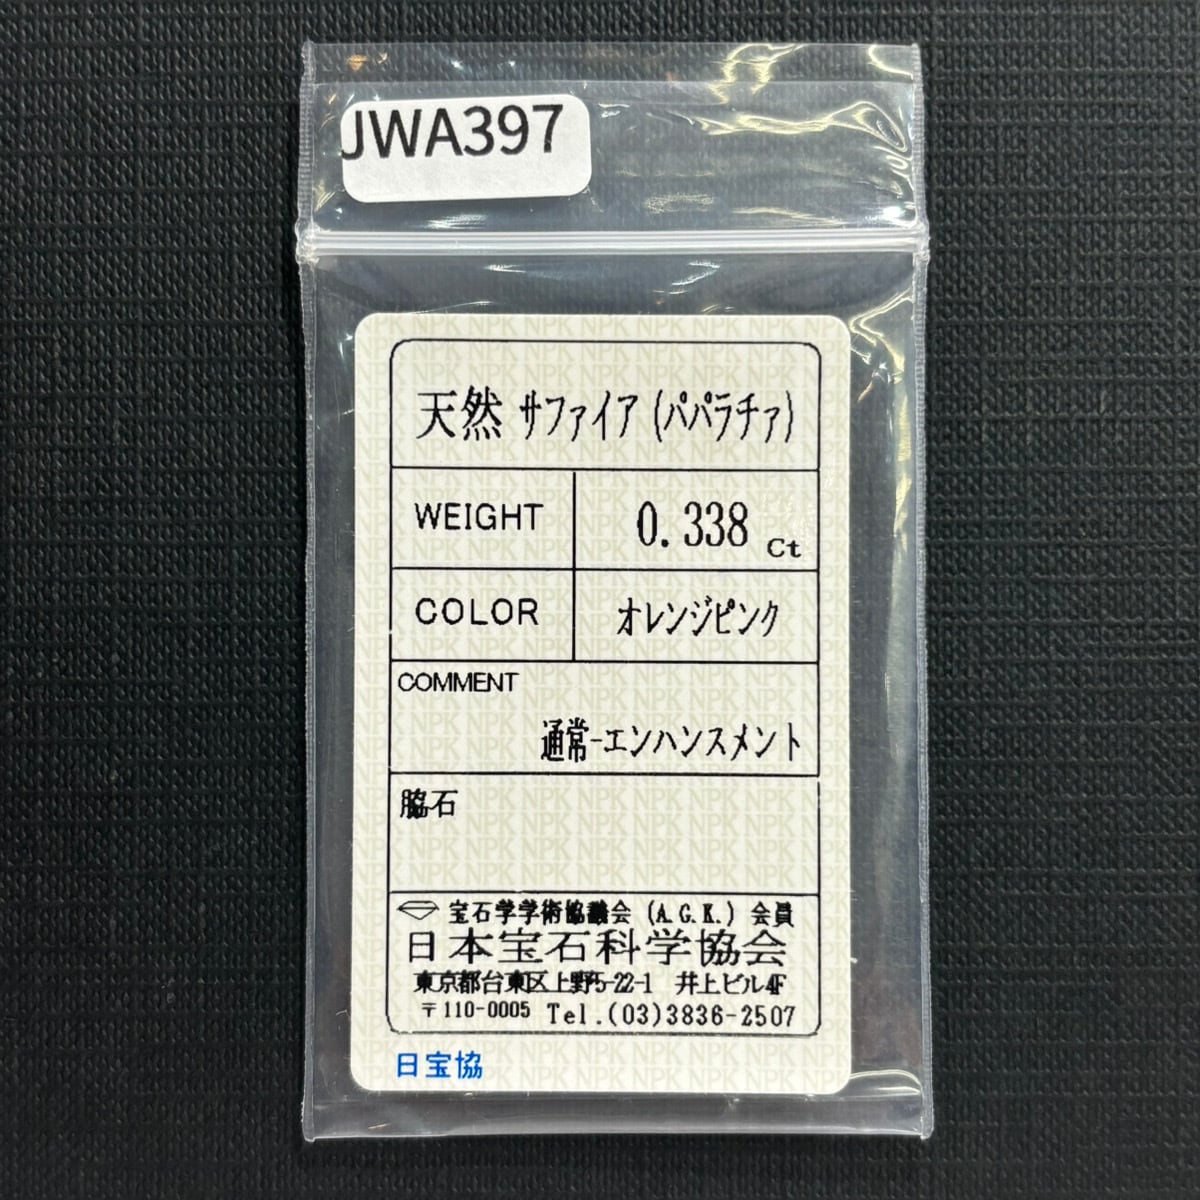 JWA397
天然 サファイア (パパラチァ)
WEIGHT 0.338 Ct
COLOR オレンジピンク
COMMENT
通常-エンハンスメント
脇石
宝石学学術協議会 (A.G.K.) 会員
日本宝石科学協会
東京都台東区上野5-22-1 井上ビル4F
〒110-0005 Tel.(03)3836-2507
日宝協